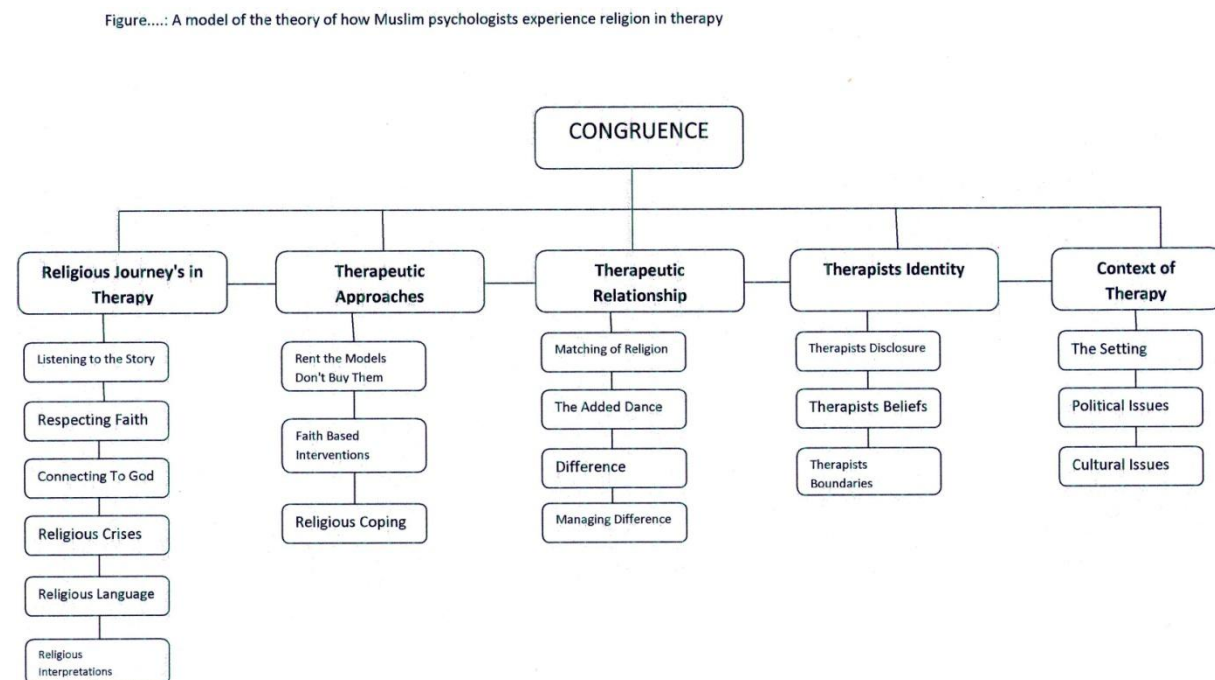 Figure....: A model of the theory of how Muslim psychologists experience religion in therapy
CONGRUENCE
Religious Journey's in
Therapy
Listening to the Story
Respecting Faith
Connecting To God
Religious Crises
Religious Language
Religious
Interpretations
Therapeutic
Approaches
Rent the Models
Don't Buy Them
Faith Based
Interventions
Religious Coping
Therapeutic
Relationship
Matching of Religion
The Added Dance
Difference
Managing Difference
Therapists Identity
Therapists Disclosure
Therapists Beliefs
Therapists
Boundaries
Context of
Therapy
The Setting
Political Issues
Cultural Issues